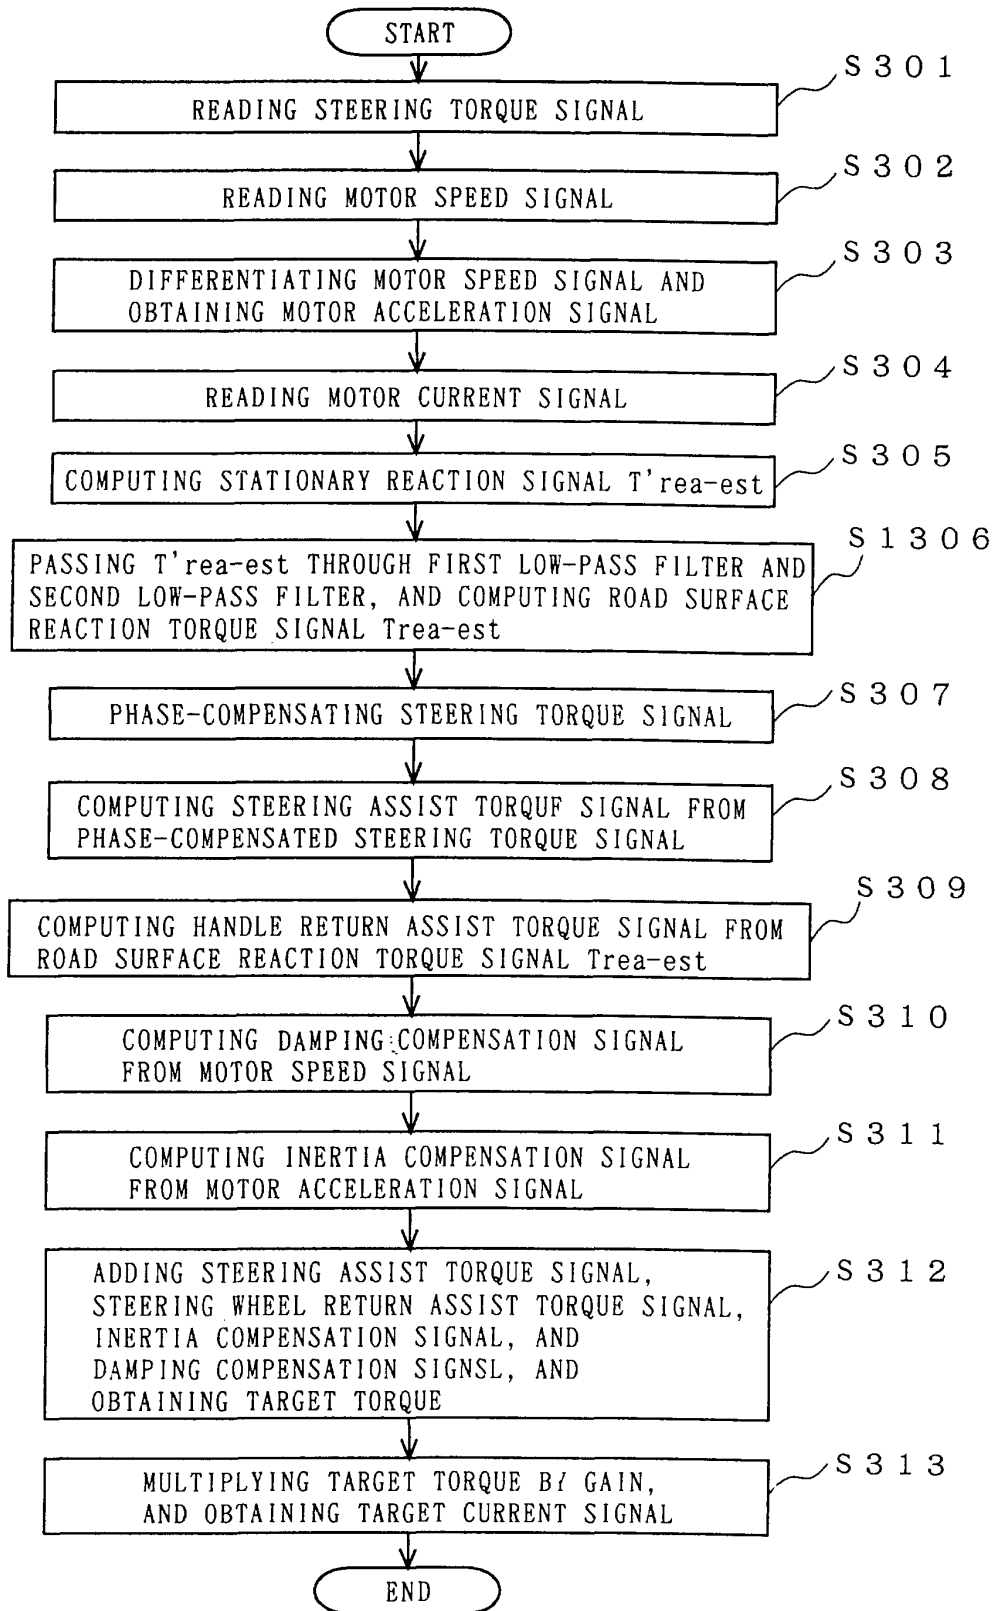 START
S301
READING STEERING TORQUE SIGNAL
S302
READING MOTOR SPEED SIGNAL
S303
DIFFERENTIATING MOTOR SPEED SIGNAL AND
OBTAINING MOTOR ACCELERATION SIGNAL
S304
READING MOTOR CURRENT SIGNAL
S305
COMPUTING STATIONARY REACTION SIGNAL T'rea-est
S1306
PASSING T'rea-est THROUGH FIRST LOW-PASS FILTER AND
SECOND LOW-PASS FILTER, AND COMPUTING ROAD SURFACE
REACTION TORQUE SIGNAL Trea-est
S307
PHASE-COMPENSATING STEERING TORQUE SIGNAL
S308
COMPUTING STEERING ASSIST TORQUF SIGNAL FROM
PHASE-COMPENSATED STEERING TORQUE SIGNAL
S309
COMPUTING HANDLE RETURN ASSIST TORQUE SIGNAL FROM
ROAD SURFACE REACTION TORQUE SIGNAL Trea-est
S310
COMPUTING DAMPING COMPENSATION SIGNAL
FROM MOTOR SPEED SIGNAL
S311
COMPUTING INERTIA COMPENSATION SIGNAL
FROM MOTOR ACCELERATION SIGNAL
S312
ADDING STEERING ASSIST TORQUE SIGNAL,
STEERING WHEEL RETURN ASSIST TORQUE SIGNAL,
INERTIA COMPENSATION SIGNAL, AND
DAMPING COMPENSATION SIGNSL, AND
OBTAINING TARGET TORQUE
S313
MULTIPLYING TARGET TORQUE BY GAIN,
AND OBTAINING TARGET CURRENT SIGNAL
END